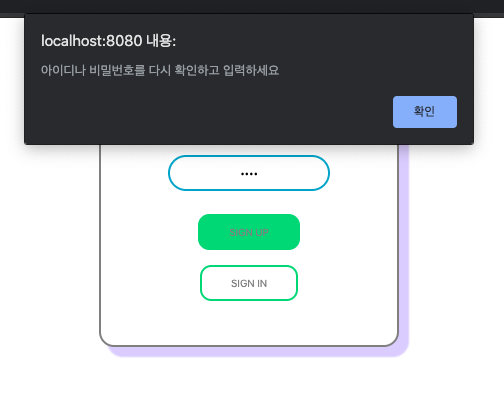 localhost:8080 내용:
아이디나 비밀번호를 다시 확인하고 입력하세요
확인
••••
SIGN UP
SIGN IN